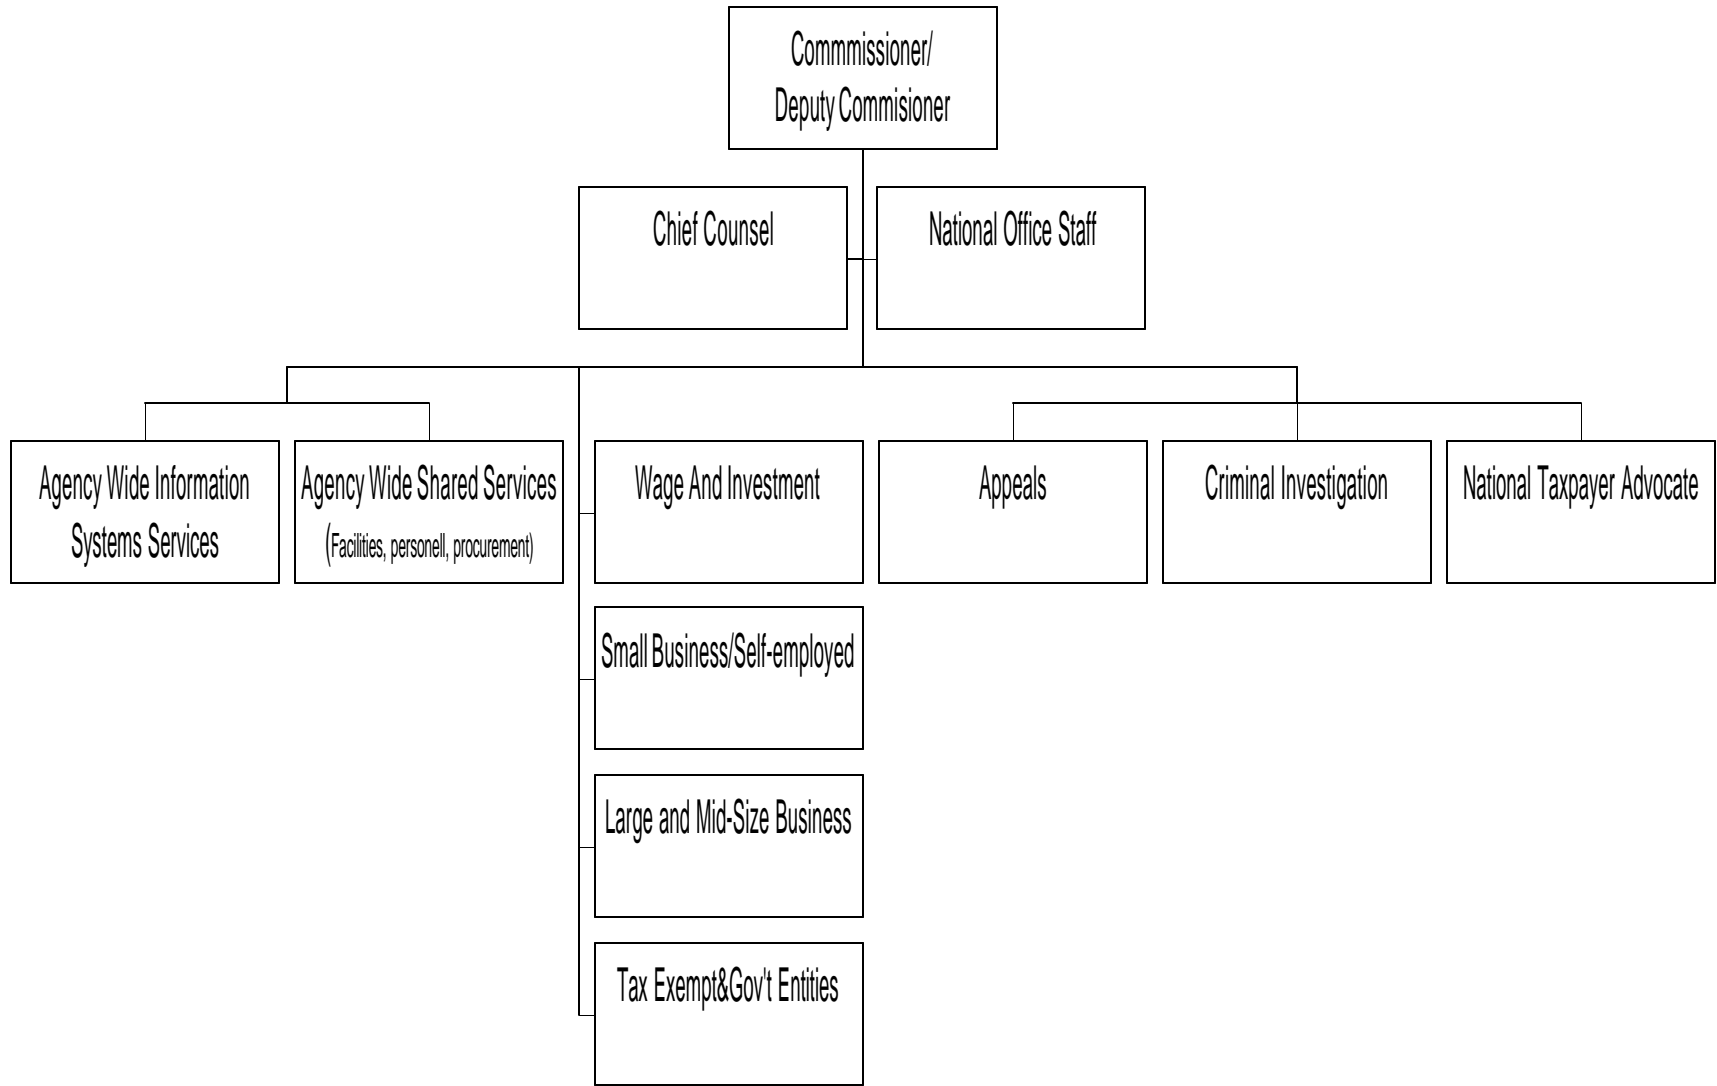 Commmissioner/
Deputy Commisioner
Chief Counsel
National Office Staff
Agency Wide Information
Systems Services
Agency Wide Shared Services
(Facilities, personell, procurement)
Wage And Investment
Appeals
Criminal Investigation
National Taxpayer Advocate
Small Business/Self-employed
Large and Mid-Size Business
Tax Exempt&Gov't Entities